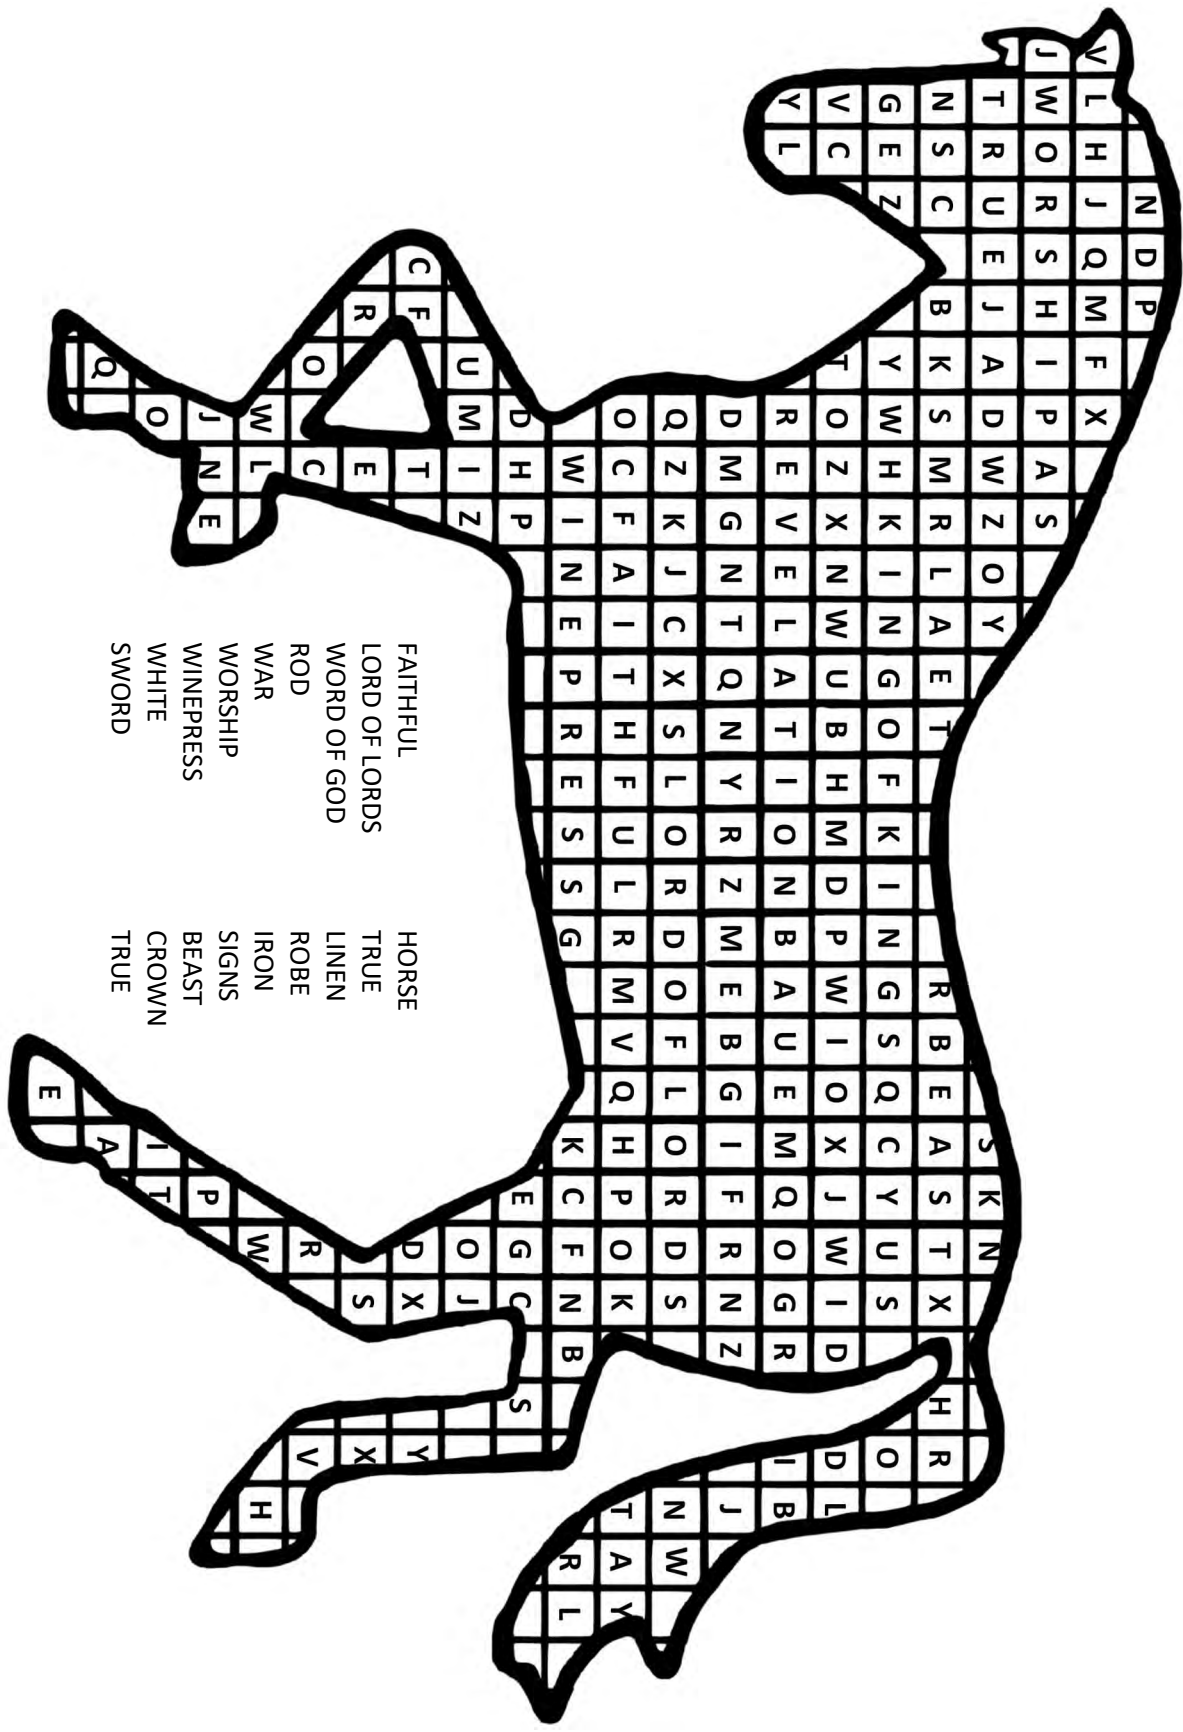 N D P
V L H J Q M F X
J W O R S H I P A S
T R U E J A D W Z O Y S K N
N S C B K S M R L A E T R B E A S T X H R
G E Z Y W H K I N G O F K I N G S Q C Y U S O
V C T O Z X N W U B H M D P W I O X J W I D D L
Y L R E V E L A T I O N B A U E M Q O G R I B
D M G N T Q N Y R Z M E B G I F R N Z J
Q Z K J C X S L O R D O F L O R D S N W
O C F A I T H F U L R M V Q H P O K T A Y
W I N E P R E S S G K C F N B R L
D H P E G C S
U M I Z O J
C F T D X Y
R E S X
O C R V
W L W H
J N E P
O I T
Q A
E
FAITHFUL
LORD OF LORDS
WORD OF GOD
ROD
WAR
WORSHIP
WINEPRESS
WHITE
SWORD
HORSE
TRUE
LINEN
ROBE
IRON
SIGNS
BEAST
CROWN
TRUE